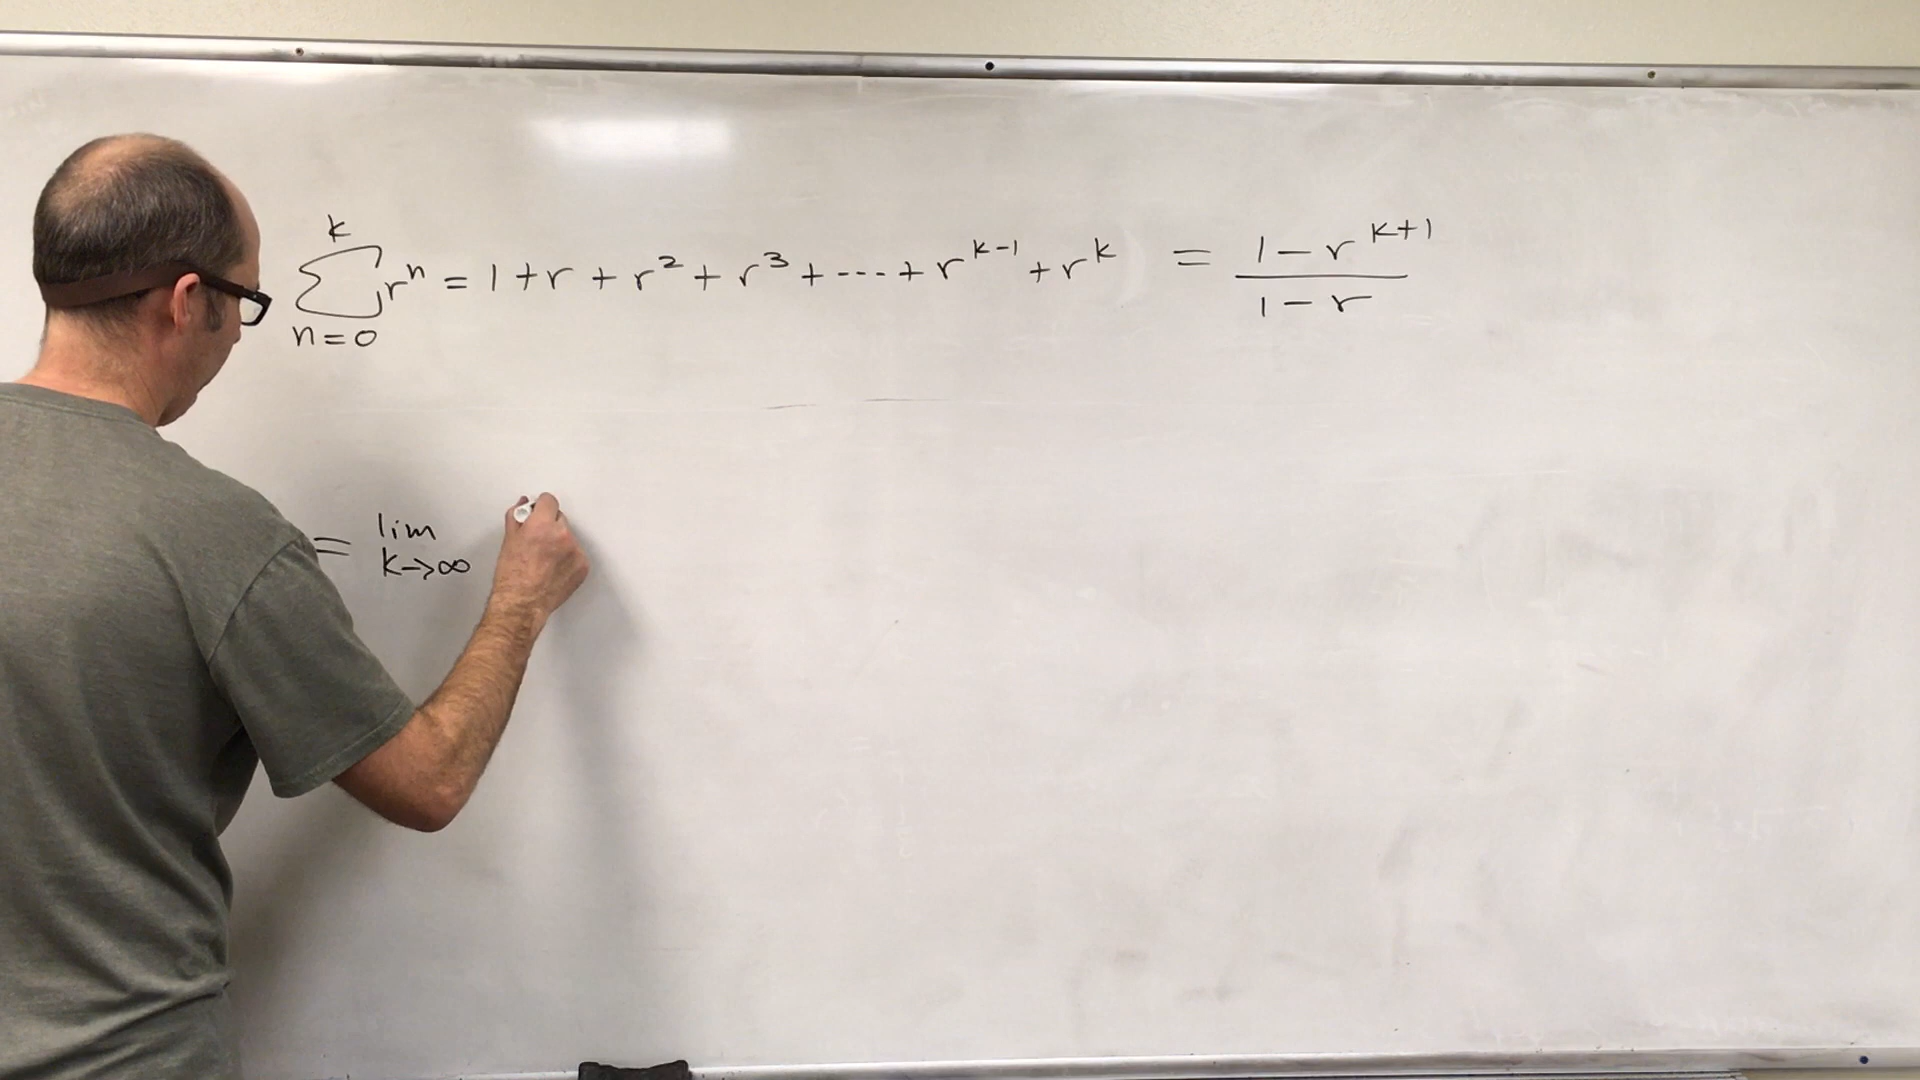 k
∑ rⁿ = 1 + r + r² + r³ + --- + r^(k-1) + r^k = (1 - r^(k+1)) / (1 - r)
n=0
= lim
k→∞